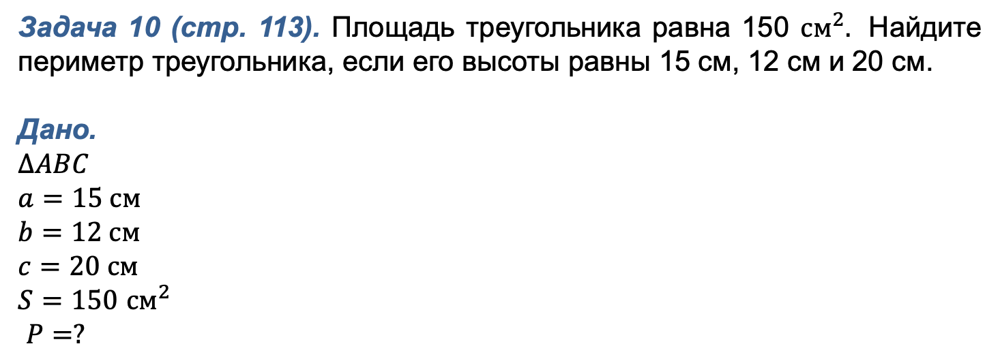 Задача 10 (стр. 113). Площадь треугольника равна 150 см². Найдите
периметр треугольника, если его высоты равны 15 см, 12 см и 20 см.
Дано.
ΔABC
a = 15 см
b = 12 см
c = 20 см
S = 150 см²
P =?